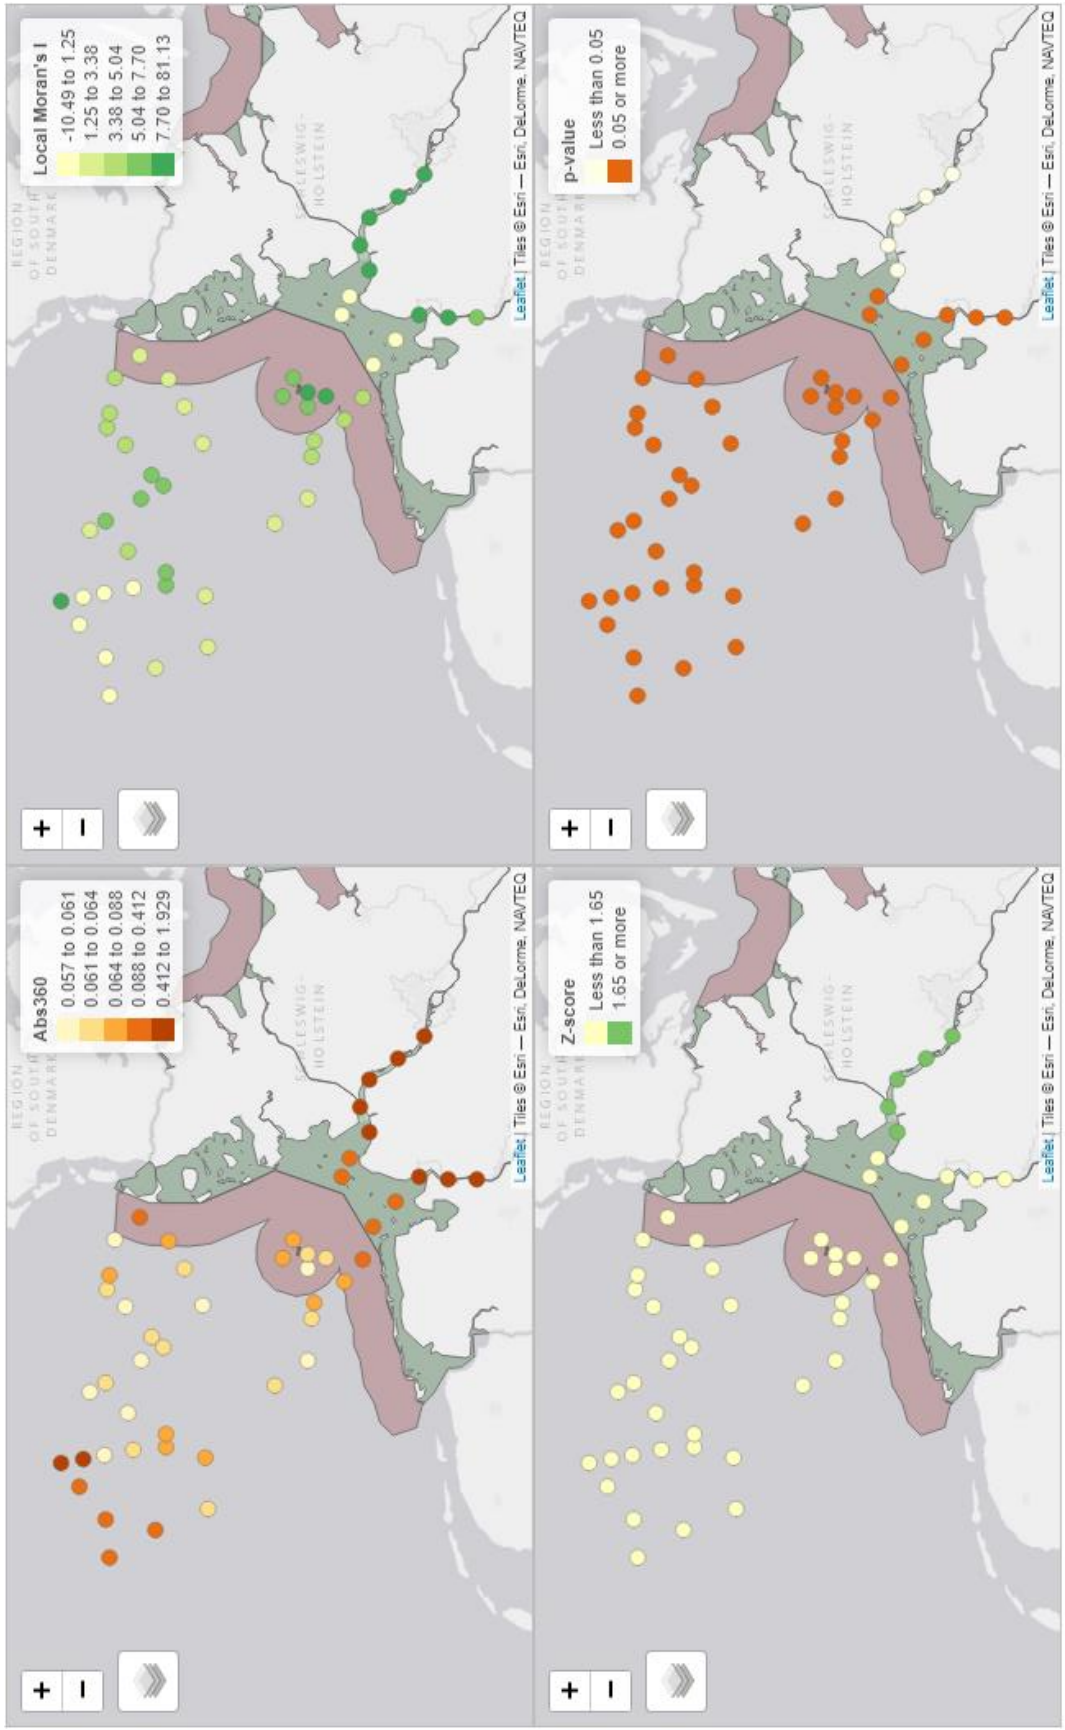 +
−
REGION
OF SOUTH
DENMARK
Abs360
0.057 to 0.061
0.061 to 0.064
0.064 to 0.088
0.088 to 0.412
0.412 to 1.929
SCHLESWIG-
HOLSTEIN
Leaflet | Tiles © Esri — Esri, DeLorme, NAVTEQ
+
−
REGION
OF SOUTH
DENMARK
Local Moran's I
-10.49 to 1.25
1.25 to 3.38
3.38 to 5.04
5.04 to 7.70
7.70 to 81.13
SCHLESWIG-
HOLSTEIN
Leaflet | Tiles © Esri — Esri, DeLorme, NAVTEQ
+
−
REGION
OF SOUTH
DENMARK
Z-score
Less than 1.65
1.65 or more
SCHLESWIG-
HOLSTEIN
Leaflet | Tiles © Esri — Esri, DeLorme, NAVTEQ
+
−
REGION
OF SOUTH
DENMARK
p-value
Less than 0.05
0.05 or more
SCHLESWIG-
HOLSTEIN
Leaflet | Tiles © Esri — Esri, DeLorme, NAVTEQ